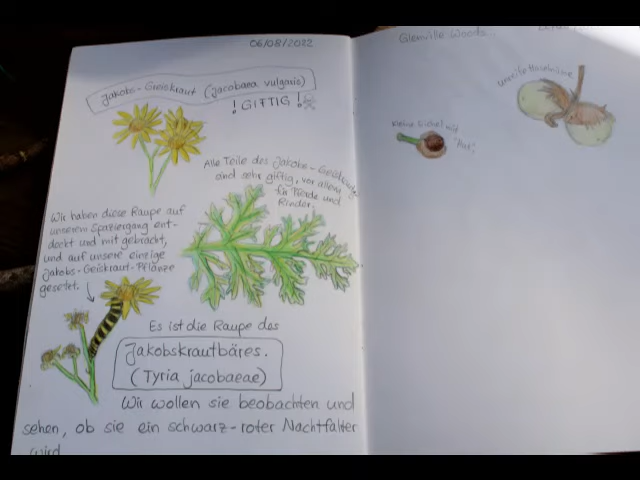 06/08/2022
Jakobs-Greiskraut (Jacobaea vulgaris)
! GIFTIG !
Alle Teile des Jakobs-Greiskrauts
sind sehr giftig, vor allem
für Pferde und
Rinder.
Wir haben diese Raupe auf
unserem Spaziergang ent-
deckt und mit gebracht,
und auf unsere einzige
Jakobs-Geiskraut-Pflanze
gesetzt.
Es ist die Raupe des
Jakobskrautbäres.
(Tyria jacobaeae)
Wir wollen sie beobachten und
sehen, ob sie ein schwarz-roter Nachtfalter
wird
Glenville Woods
unreife Haselnüsse
kleine Eichel mit
"Hut"